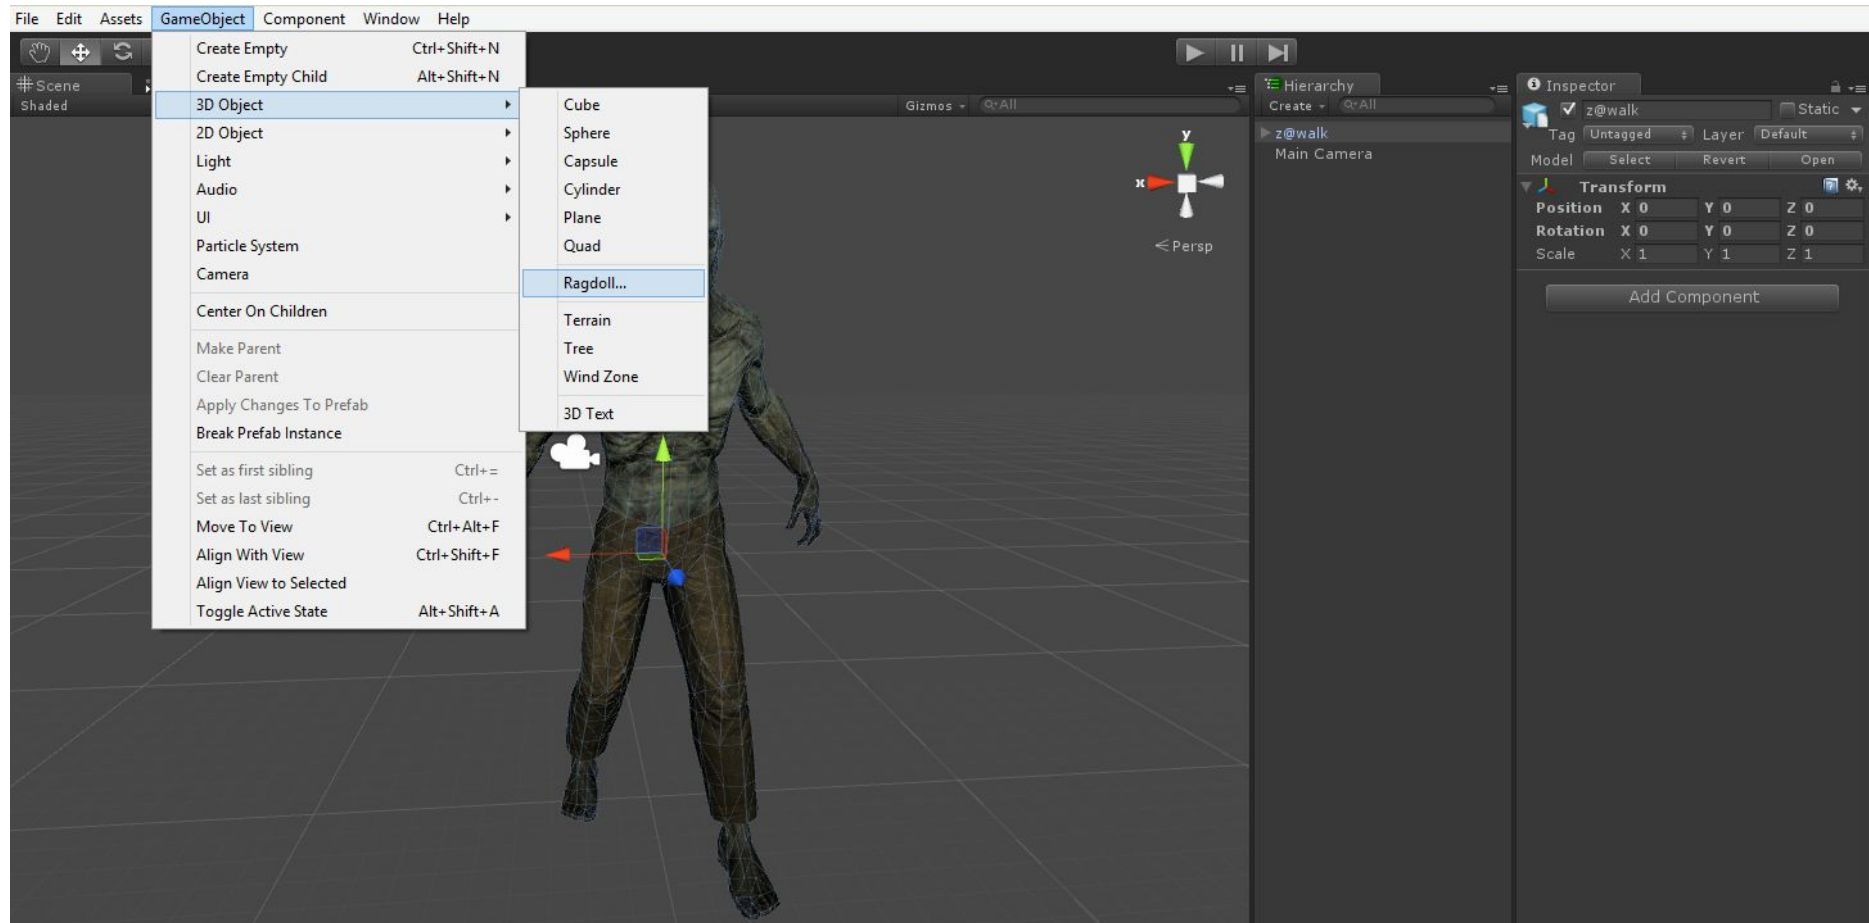 File Edit Assets GameObject Component Window Help
Create Empty Ctrl+Shift+N
Create Empty Child Alt+Shift+N
3D Object
2D Object
Light
Audio
UI
Particle System
Camera
Center On Children
Make Parent
Clear Parent
Apply Changes To Prefab
Break Prefab Instance
Set as first sibling Ctrl+=
Set as last sibling Ctrl+-
Move To View Ctrl+Alt+F
Align With View Ctrl+Shift+F
Align View to Selected
Toggle Active State Alt+Shift+A
Cube
Sphere
Capsule
Cylinder
Plane
Quad
Ragdoll...
Terrain
Tree
Wind Zone
3D Text
Scene
Shaded
Gizmos All
y
x
Persp
Hierarchy
Create All
z@walk
Main Camera
Inspector
z@walk Static
Tag Untagged Layer Default
Model Select Revert Open
Transform
Position X 0 Y 0 Z 0
Rotation X 0 Y 0 Z 0
Scale X 1 Y 1 Z 1
Add Component